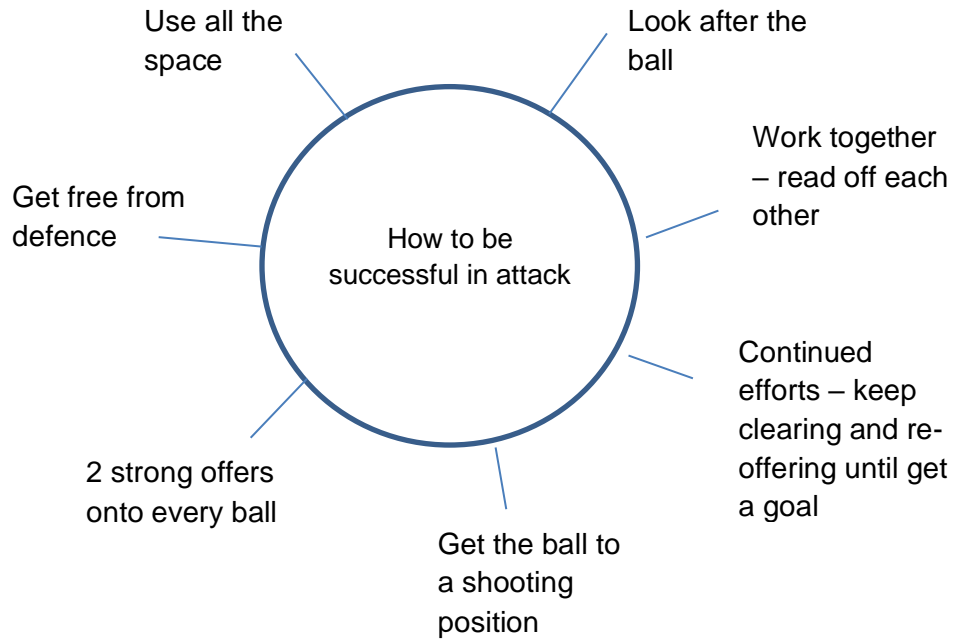 Use all the
space
Look after the
ball
Work together
– read off each
other
Get free from
defence
How to be
successful in attack
Continued
efforts – keep
clearing and re-
offering until get
a goal
2 strong offers
onto every ball
Get the ball to
a shooting
position